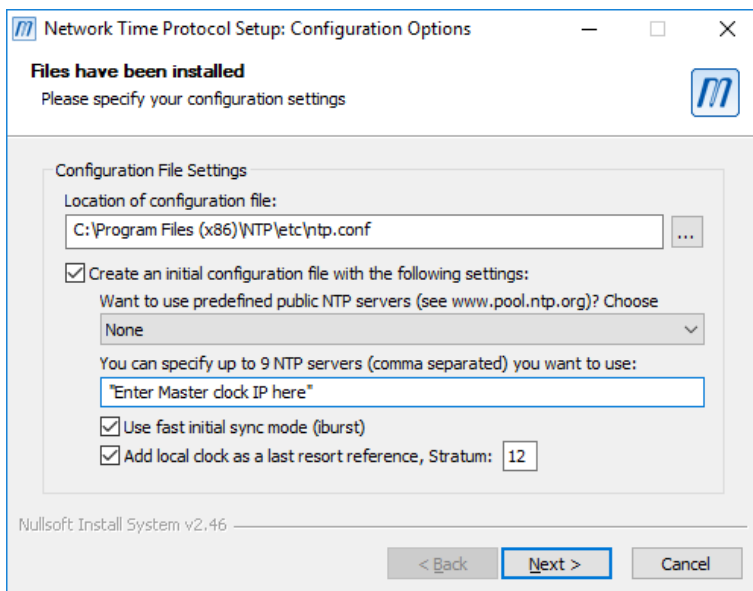 Network Time Protocol Setup: Configuration Options
Files have been installed
Please specify your configuration settings
Configuration File Settings
Location of configuration file:
C:\Program Files (x86)\NTP\etc\ntp.conf
...
Create an initial configuration file with the following settings:
Want to use predefined public NTP servers (see www.pool.ntp.org)? Choose
None
You can specify up to 9 NTP servers (comma separated) you want to use:
"Enter Master clock IP here"
Use fast initial sync mode (iburst)
Add local clock as a last resort reference, Stratum: 12
Nullsoft Install System v2.46
< Back Next > Cancel